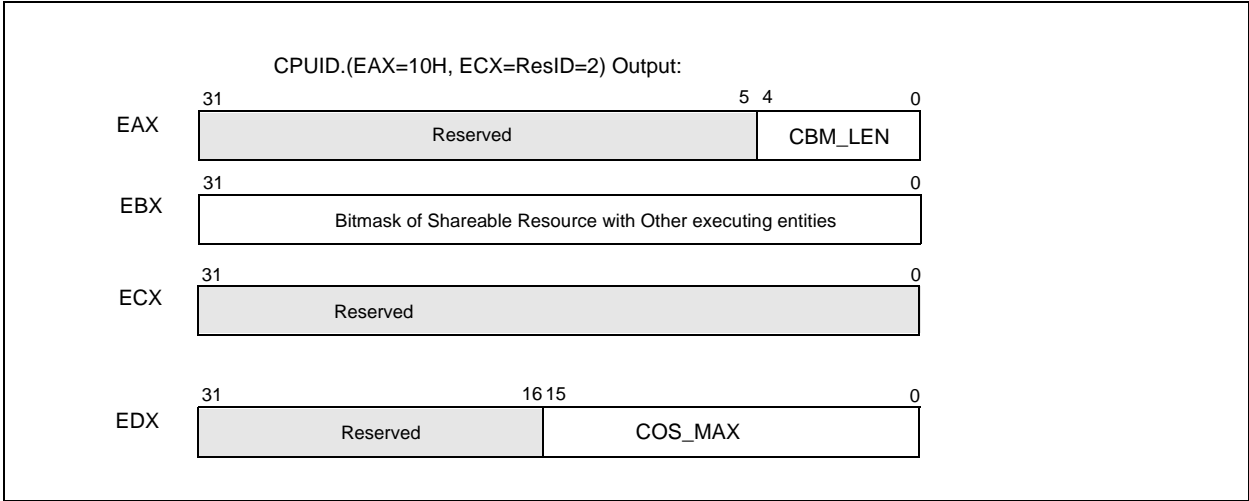 CPUID.(EAX=10H, ECX=ResID=2) Output:
31 5 4 0
EAX Reserved CBM_LEN
31 0
EBX Bitmask of Shareable Resource with Other executing entities
31 0
ECX Reserved
31 16 15 0
EDX Reserved COS_MAX